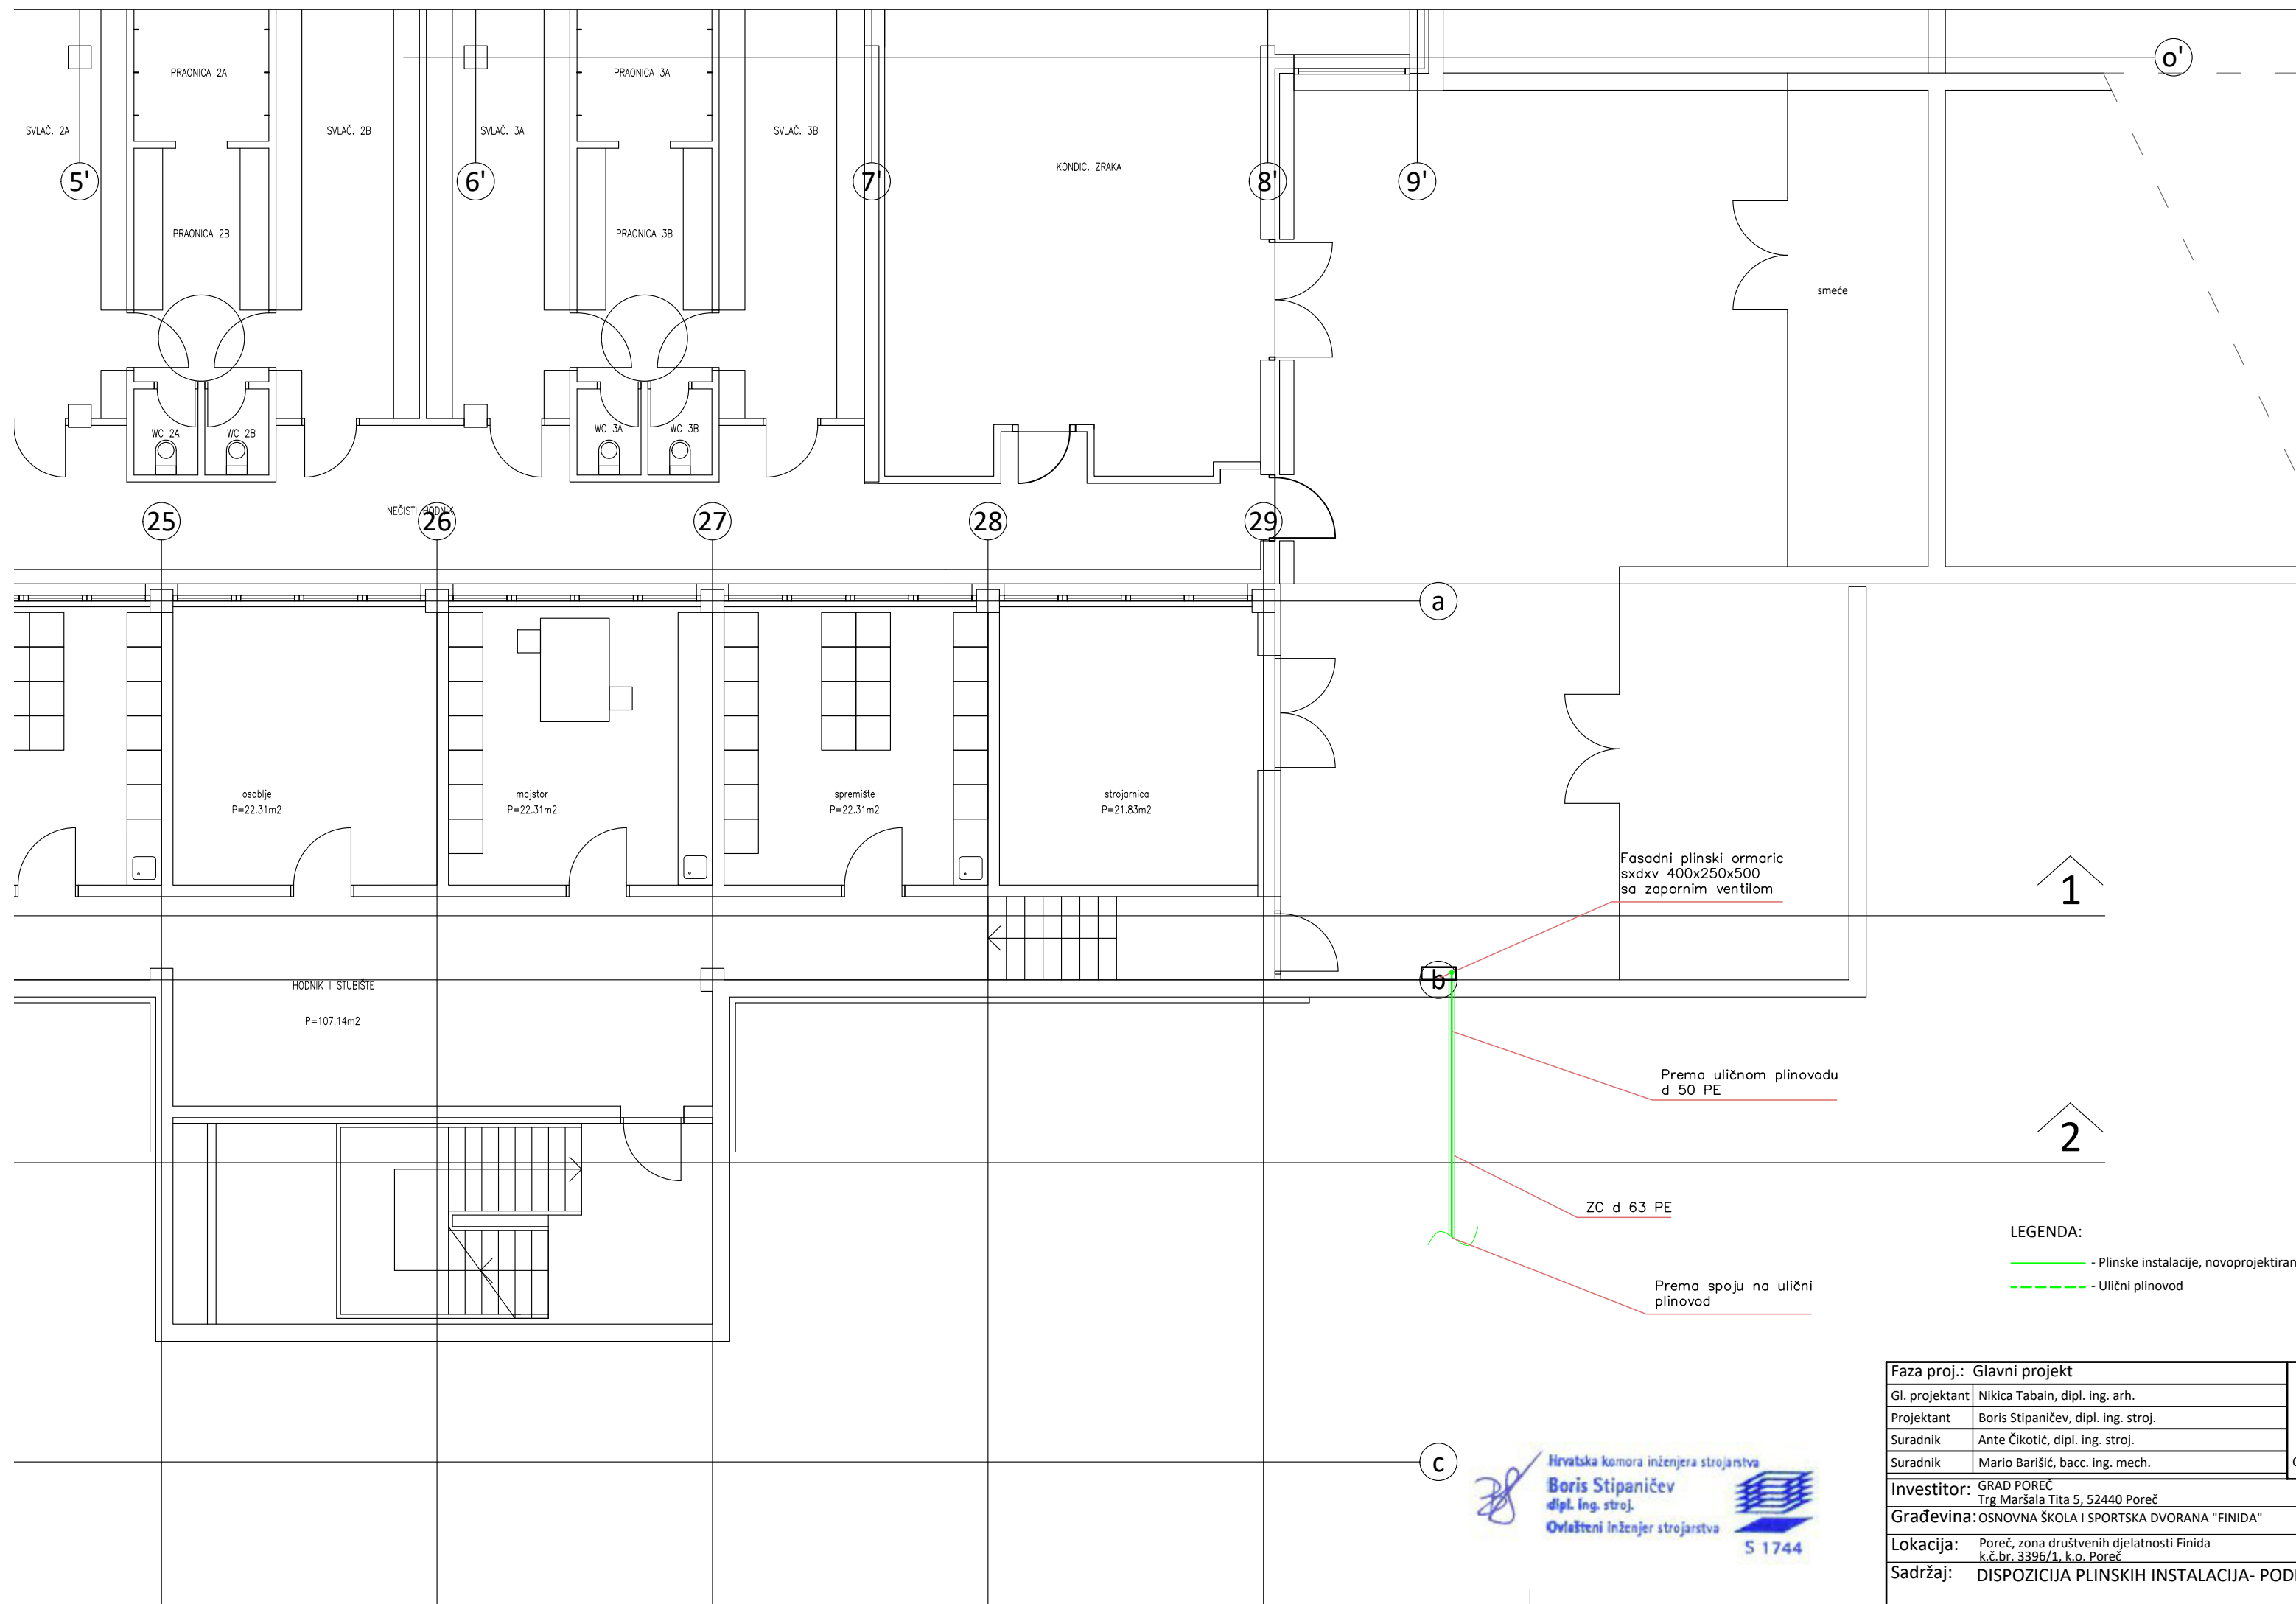 o'
PRAONICA 2A
PRAONICA 3A
SVLAČ. 2A
SVLAČ. 2B
SVLAČ. 3A
SVLAČ. 3B
KONDIC. ZRAKA
5'
6'
7'
8'
9'
PRAONICA 2B
PRAONICA 3B
smeće
WC 2A
WC 2B
WC 3A
WC 3B
NEČISTI HODNIK
25
26
27
28
29
a
osoblje
P=22.31m2
majstor
P=22.31m2
spremište
P=22.31m2
strojarnica
P=21.83m2
Fasadni plinski ormaric
sxdxv 400x250x500
sa zapornim ventilom
1
b
HODNIK I STUBIŠTE
P=107.14m2
Prema uličnom plinovodu
d 50 PE
2
ZC d 63 PE
LEGENDA:
- Plinske instalacije, novoprojektiran
- Ulični plinovod
Prema spoju na ulični
plinovod
c
Hrvatska komora inženjera strojarstva
Boris Stipaničev
dipl. ing. stroj.
Ovlašteni inženjer strojarstva
S 1744
Faza proj.: Glavni projekt
Gl. projektant Nikica Tabain, dipl. ing. arh.
Projektant Boris Stipaničev, dipl. ing. stroj.
Suradnik Ante Čikotić, dipl. ing. stroj.
Suradnik Mario Barišić, bacc. ing. mech.
Investitor: GRAD POREČ
Trg Maršala Tita 5, 52440 Poreč
Građevina: OSNOVNA ŠKOLA I SPORTSKA DVORANA "FINIDA"
Lokacija: Poreč, zona društvenih djelatnosti Finida
k.č.br. 3396/1, k.o. Poreč
Sadržaj: DISPOZICIJA PLINSKIH INSTALACIJA- POD